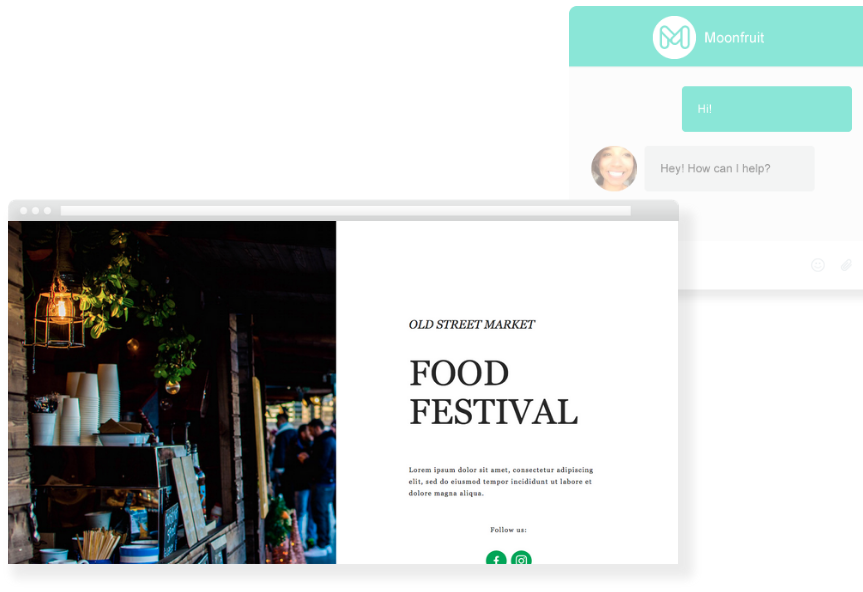 Moonfruit
Hi!
Hey! How can I help?
OLD STREET MARKET
FOOD
FESTIVAL
Lorem ipsum dolor sit amet, consectetur adipiscing
elit, sed do eiusmod tempor incididunt ut labore et
dolore magna aliqua.
Follow us: